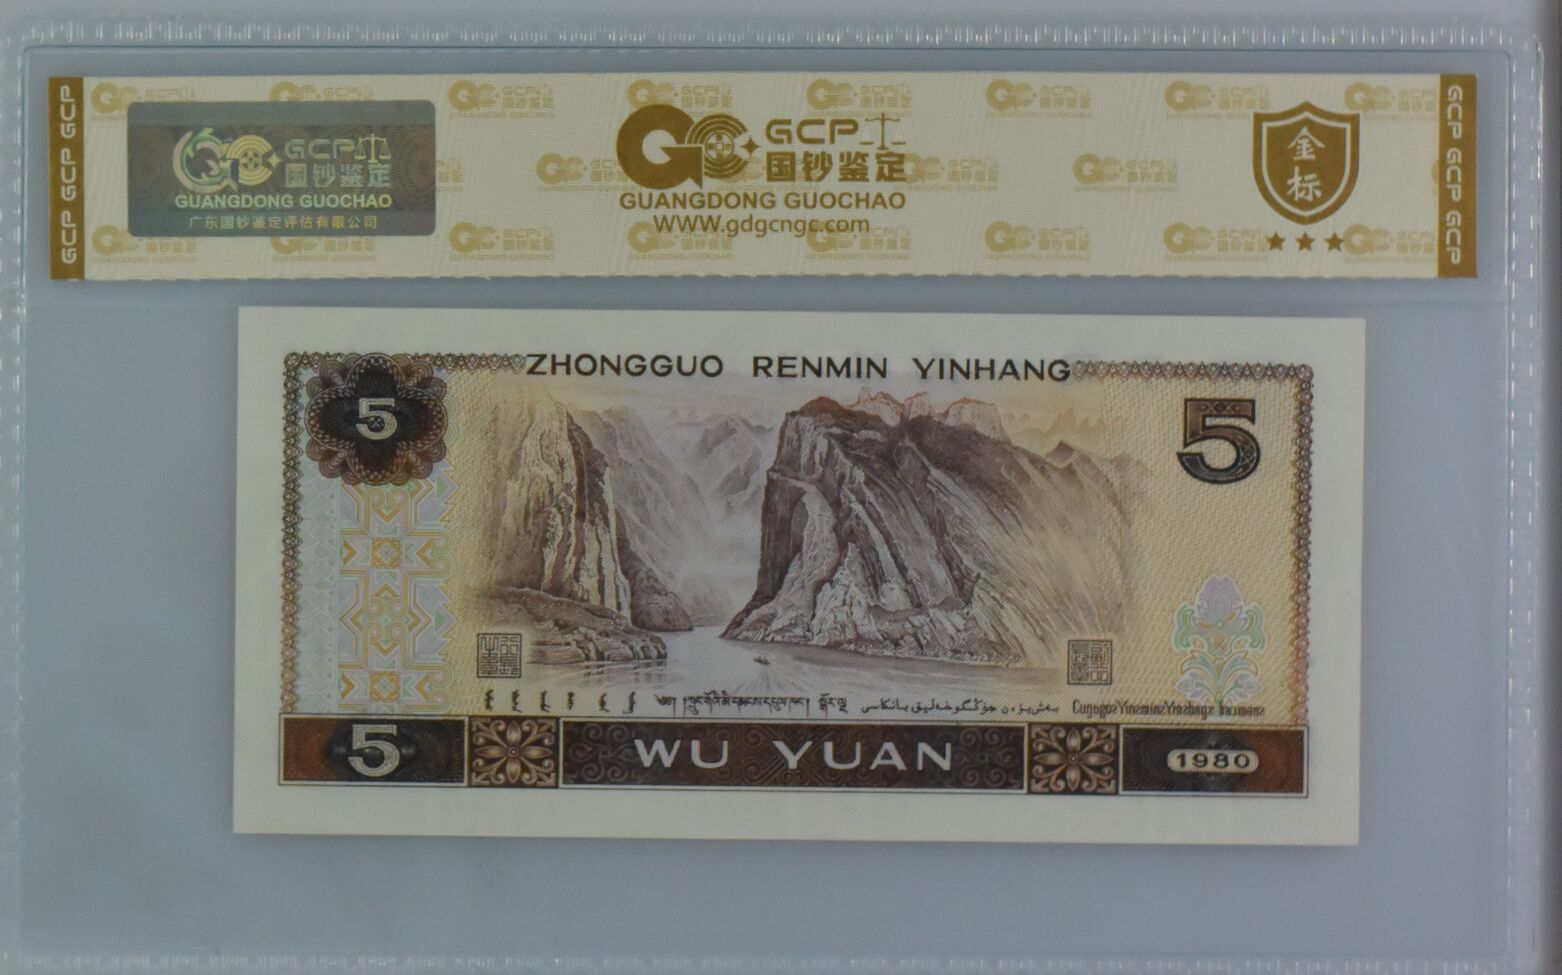 GCP GCP GCP
GCP
国钞鉴定
GUANGDONG GUOCHAO
广东国钞鉴定评估有限公司
GCP
国钞鉴定
GUANGDONG GUOCHAO
WWW.gdgcngc.com
金标
GCP GCP GCP
ZHONGGUO RENMIN YINHANG
5
5
5
WU YUAN
1980